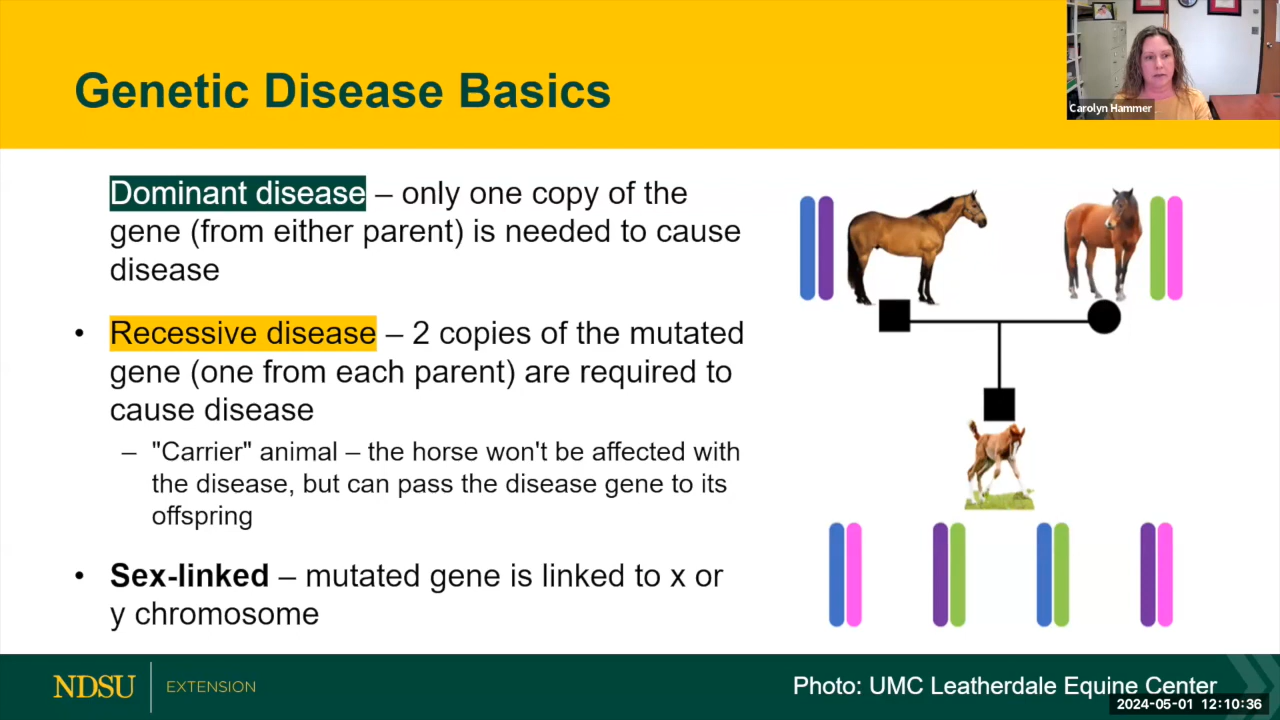 Genetic Disease Basics
Carolyn Hammer
Dominant disease – only one copy of the
gene (from either parent) is needed to cause
disease
• Recessive disease – 2 copies of the mutated
gene (one from each parent) are required to
cause disease
– "Carrier" animal – the horse won't be affected with
the disease, but can pass the disease gene to its
offspring
• Sex-linked – mutated gene is linked to x or
y chromosome
NDSU EXTENSION
Photo: UMC Leatherdale Equine Center
2024-05-01 12:10:36